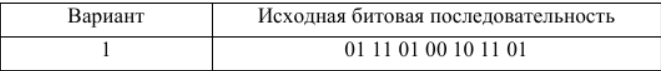 Вариант Исходная битовая последовательность
1 01 11 01 00 10 11 01